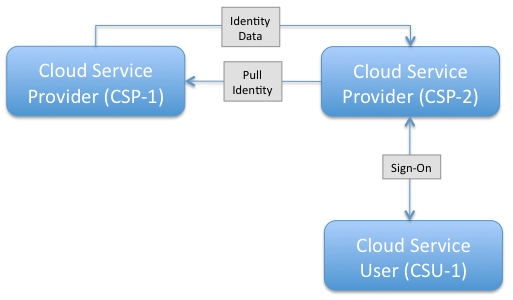 Identity
Data
Cloud Service
Provider (CSP-1)
Pull
Identity
Cloud Service
Provider (CSP-2)
Sign-On
Cloud Service
User (CSU-1)